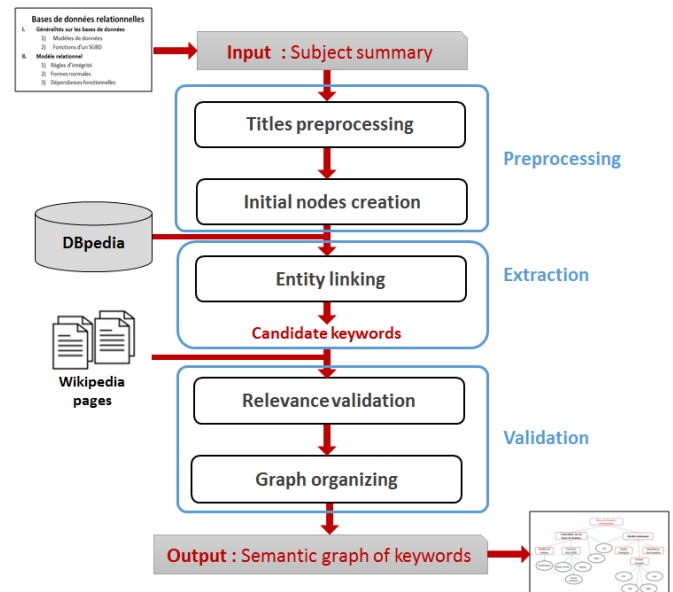 Bases de données relationnelles
I. Généralités sur les bases de données
1) Modèles de données
2) Fonctions d'un SGBD
II. Modèle relationnel
1) Règles d'intégrité
2) Formes normales
3) Dépendances fonctionnelles
Input : Subject summary
Titles preprocessing
Preprocessing
Initial nodes creation
DBpedia
Entity linking
Extraction
Candidate keywords
Wikipedia
pages
Relevance validation
Validation
Graph organizing
Output : Semantic graph of keywords